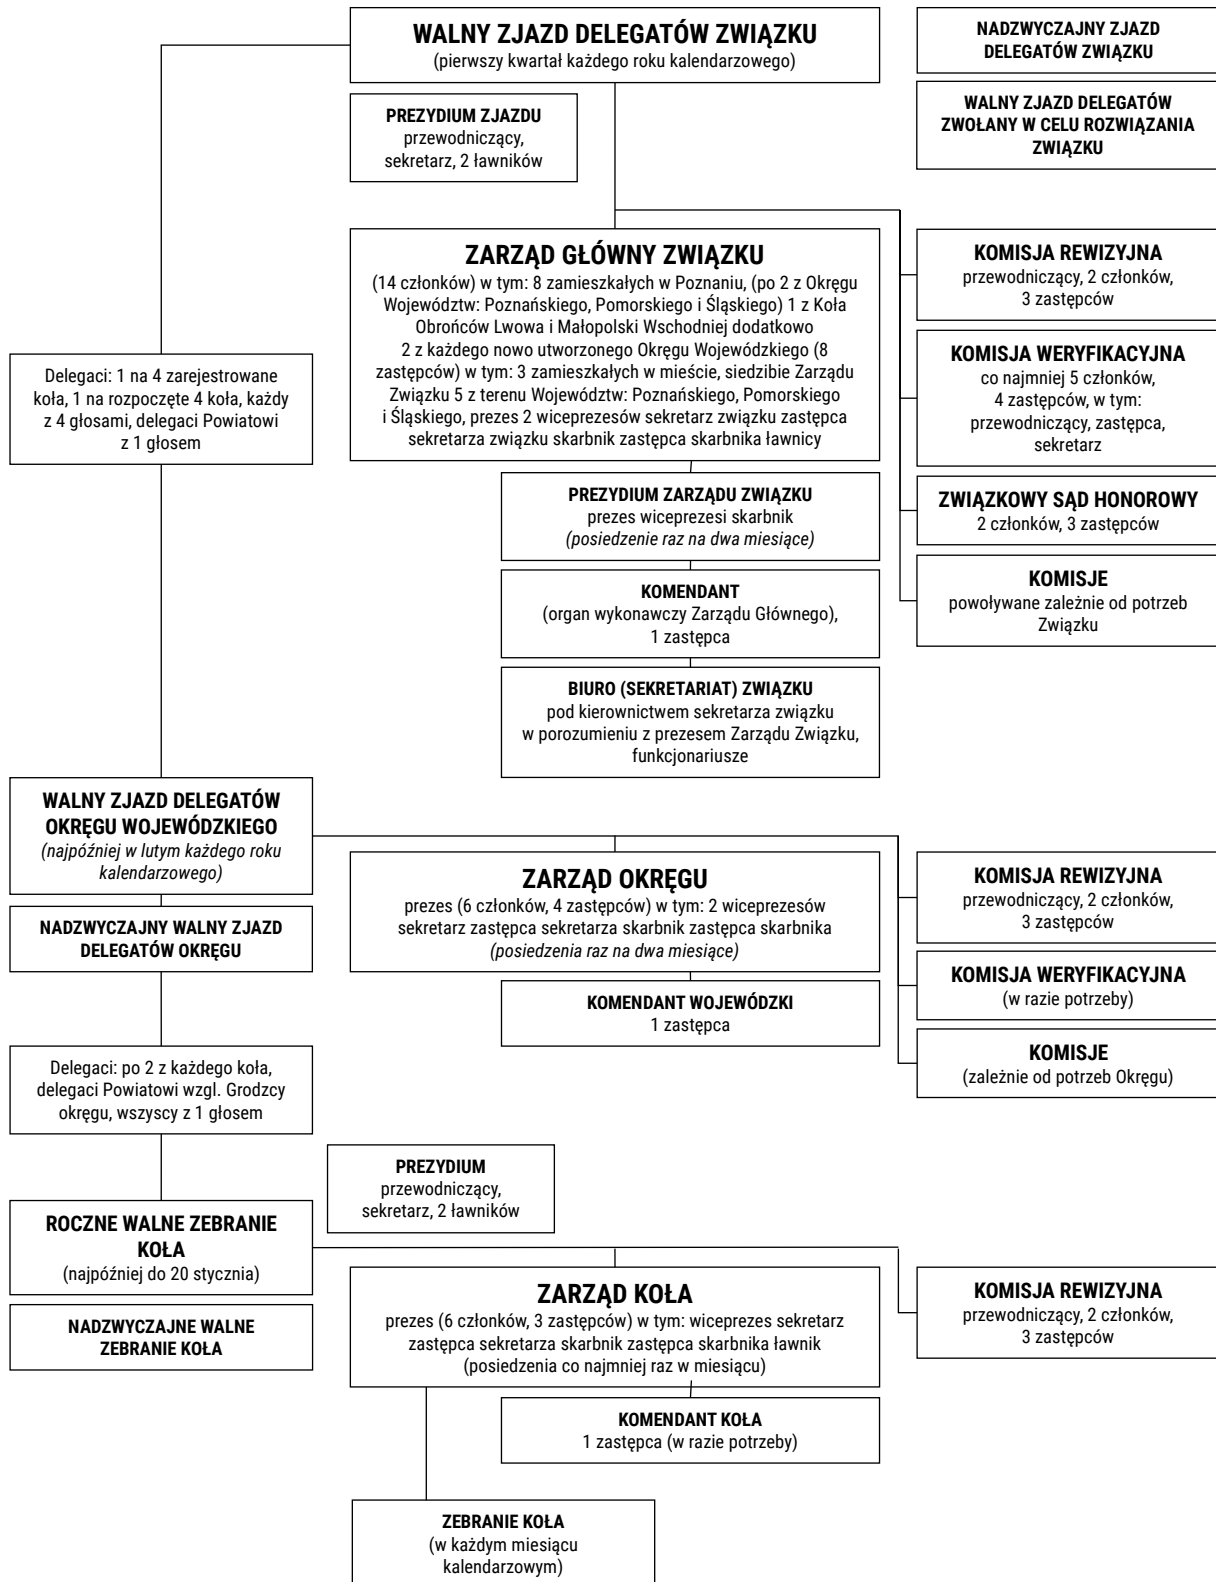 WALNY ZJAZD DELEGATÓW ZWIĄZKU
(pierwszy kwartał każdego roku kalendarzowego)
NADZWYCZAJNY ZJAZD
DELEGATÓW ZWIĄZKU
WALNY ZJAZD DELEGATÓW
ZWOŁANY W CELU ROZWIĄZANIA
ZWIĄZKU
PREZYDIUM ZJAZDU
przewodniczący,
sekretarz, 2 ławników
ZARZĄD GŁÓWNY ZWIĄZKU
(14 członków) w tym: 8 zamieszkałych w Poznaniu, (po 2 z Okręgu
Województw: Poznańskiego, Pomorskiego i Śląskiego) 1 z Koła
Obrońców Lwowa i Małopolski Wschodniej dodatkowo
2 z każdego nowo utworzonego Okręgu Wojewódzkiego (8
zastępców) w tym: 3 zamieszkałych w mieście, siedzibie Zarządu
Związku 5 z terenu Województw: Poznańskiego, Pomorskiego
i Śląskiego, prezes 2 wiceprezesów sekretarz związku zastępca
sekretarza związku skarbnik zastępca skarbnika ławnicy
KOMISJA REWIZYJNA
przewodniczący, 2 członków,
3 zastępców
KOMISJA WERYFIKACYJNA
co najmniej 5 członków,
4 zastępców, w tym:
przewodniczący, zastępca,
sekretarz
ZWIĄZKOWY SĄD HONOROWY
2 członków, 3 zastępców
KOMISJE
powoływane zależnie od potrzeb
Związku
Delegaci: 1 na 4 zarejestrowane
koła, 1 na rozpoczęte 4 koła, każdy
z 4 głosami, delegaci Powiatowi
z 1 głosem
PREZYDIUM ZARZĄDU ZWIĄZKU
prezes wiceprezesi skarbnik
(posiedzenie raz na dwa miesiące)
KOMENDANT
(organ wykonawczy Zarządu Głównego),
1 zastępca
BIURO (SEKRETARIAT) ZWIĄZKU
pod kierownictwem sekretarza związku
w porozumieniu z prezesem Zarządu Związku,
funkcjonariusze
WALNY ZJAZD DELEGATÓW
OKRĘGU WOJEWÓDZKIEGO
(najpóźniej w lutym każdego roku
kalendarzowego)
NADZWYCZAJNY WALNY ZJAZD
DELEGATÓW OKRĘGU
ZARZĄD OKRĘGU
prezes (6 członków, 4 zastępców) w tym: 2 wiceprezesów
sekretarz zastępca sekretarza skarbnik zastępca skarbnika
(posiedzenia raz na dwa miesiące)
KOMENDANT WOJEWÓDZKI
1 zastępca
KOMISJA REWIZYJNA
przewodniczący, 2 członków,
3 zastępców
KOMISJA WERYFIKACYJNA
(w razie potrzeby)
KOMISJE
(zależnie od potrzeb Okręgu)
Delegaci: po 2 z każdego koła,
delegaci Powiatowi wzgl. Grodzcy
okręgu, wszyscy z 1 głosem
PREZYDIUM
przewodniczący,
sekretarz, 2 ławników
ROCZNE WALNE ZEBRANIE
KOŁA
(najpóźniej do 20 stycznia)
NADZWYCZAJNE WALNE
ZEBRANIE KOŁA
ZARZĄD KOŁA
prezes (6 członków, 3 zastępców) w tym: wiceprezes sekretarz
zastępca sekretarza skarbnik zastępca skarbnika ławnik
(posiedzenia co najmniej raz w miesiącu)
KOMISJA REWIZYJNA
przewodniczący, 2 członków,
3 zastępców
KOMENDANT KOŁA
1 zastępca (w razie potrzeby)
ZEBRANIE KOŁA
(w każdym miesiącu
kalendarzowym)